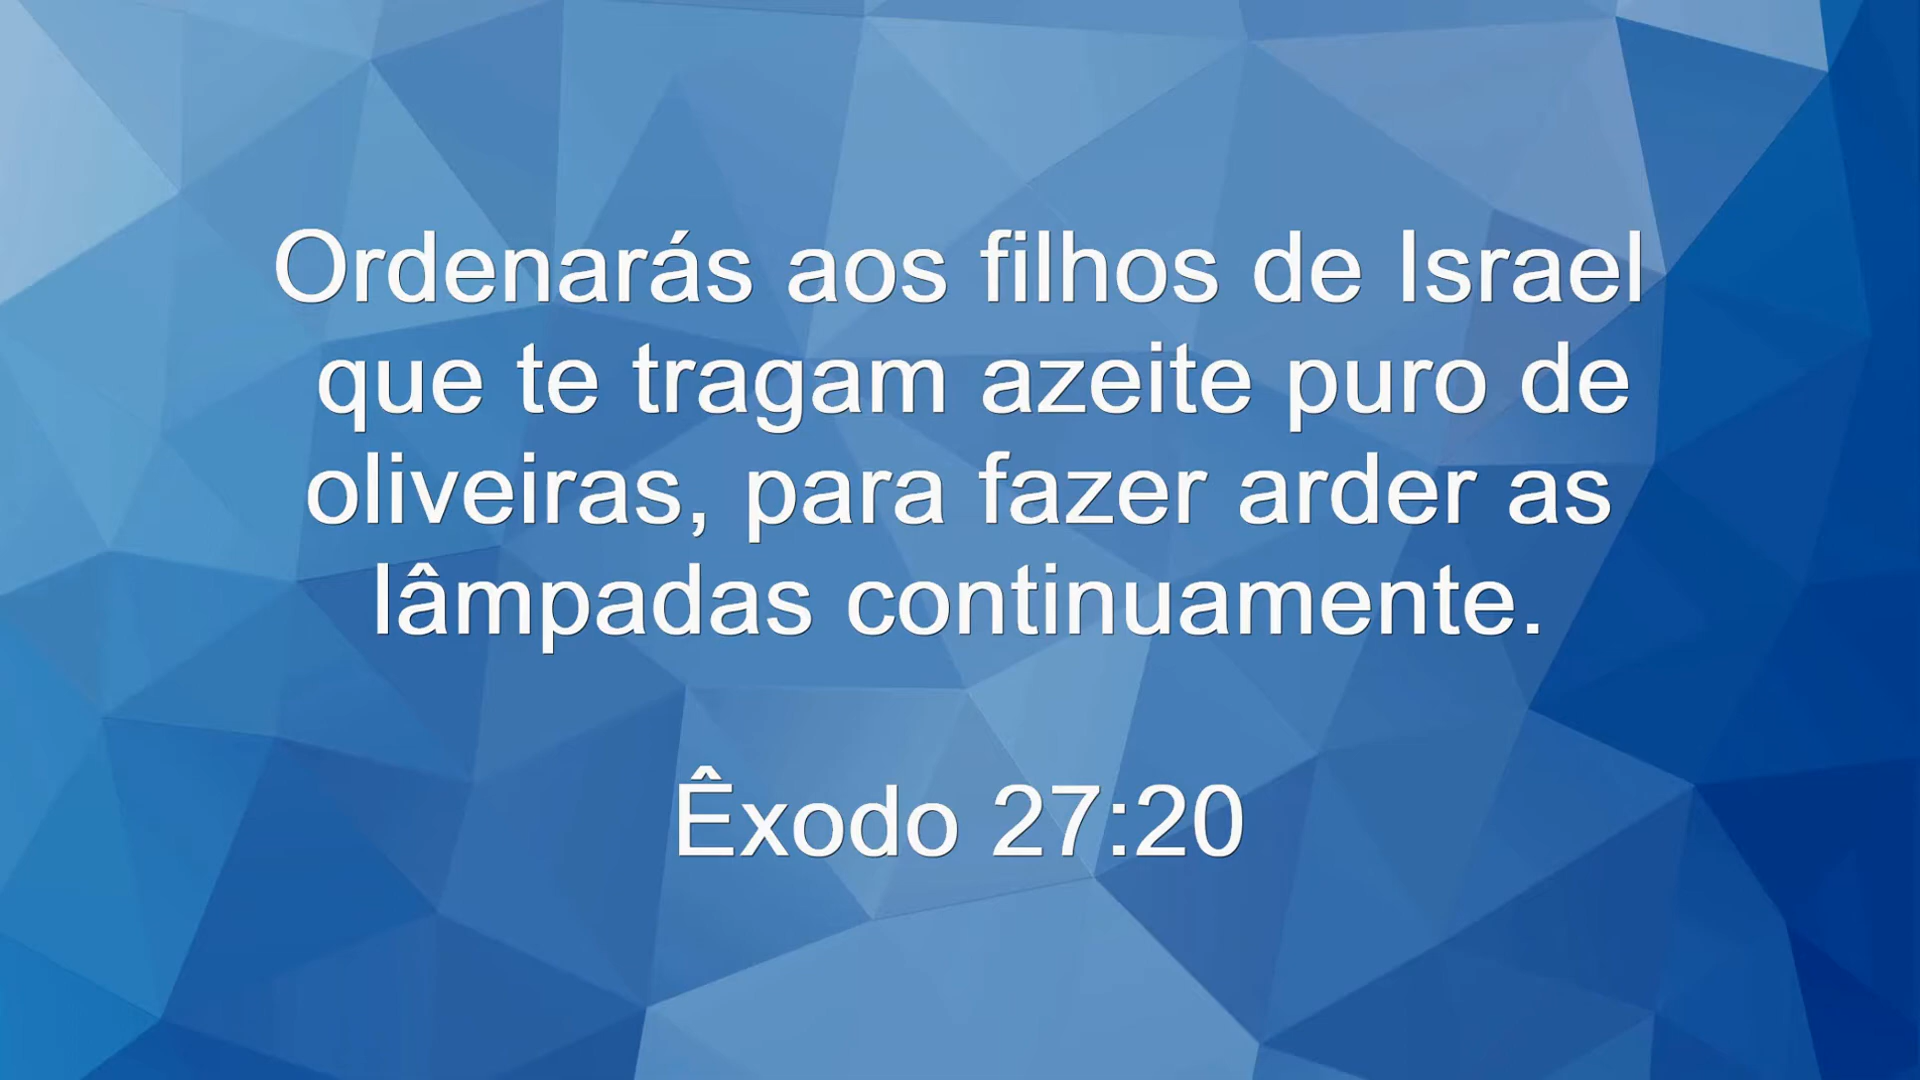 Ordenarás aos filhos de Israel
que te tragam azeite puro de
oliveiras, para fazer arder as
lâmpadas continuamente.
Êxodo 27:20